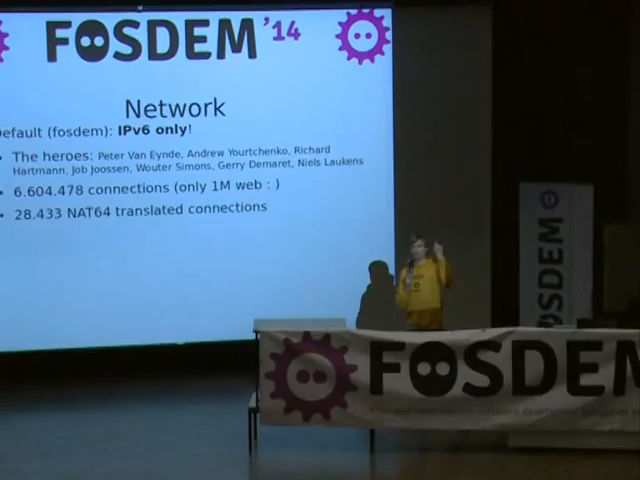 FOSDEM '14
Network
efault (fosdem): IPv6 only!
The heroes: Peter Van Eynde, Andrew Yourtchenko, Richard
Hartmann, Job Joossen, Wouter Simons, Gerry Demaret, Niels Laukens
6.604.478 connections (only 1M web : )
28.433 NAT64 translated connections
OSDEM
FOSDEM